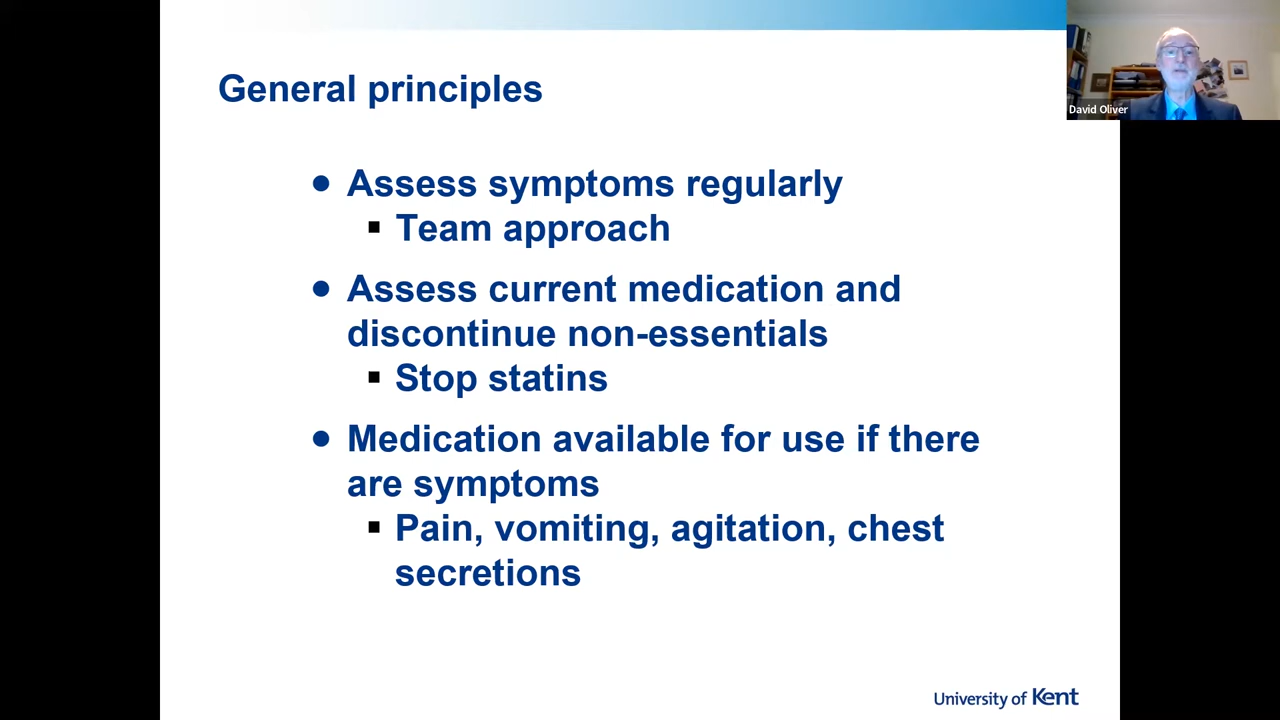 General principles
David Oliver
• Assess symptoms regularly
▪ Team approach
• Assess current medication and
discontinue non-essentials
▪ Stop statins
• Medication available for use if there
are symptoms
▪ Pain, vomiting, agitation, chest
secretions
University of Kent